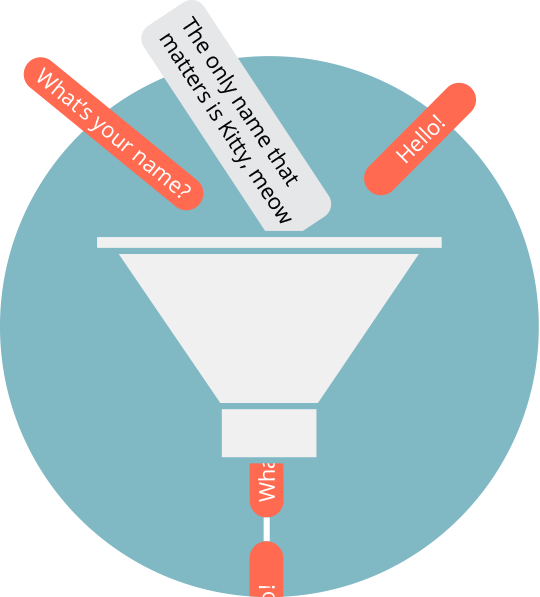 What's your name?
The only name that
matters is Kitty, meow
Hello!
Wha
o!